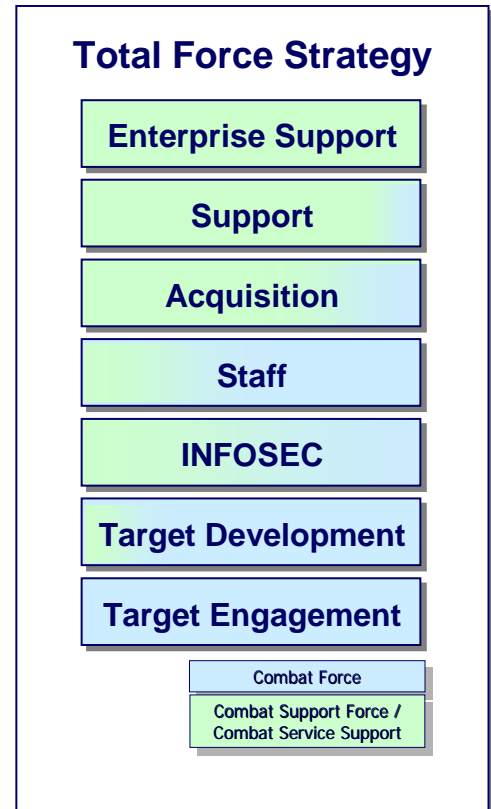 Total Force Strategy
Enterprise Support
Support
Acquisition
Staff
INFOSEC
Target Development
Target Engagement
Combat Force
Combat Support Force /
Combat Service Support